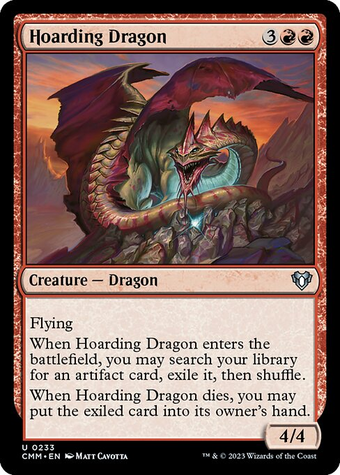 Hoarding Dragon 3
Creature — Dragon
Flying
When Hoarding Dragon enters the
battlefield, you may search your library
for an artifact card, exile it, then shuffle.
When Hoarding Dragon dies, you may
put the exiled card into its owner's hand.
4/4
U 0233
CMM • EN Matt Cavotta
™ & © 2023 Wizards of the Coast